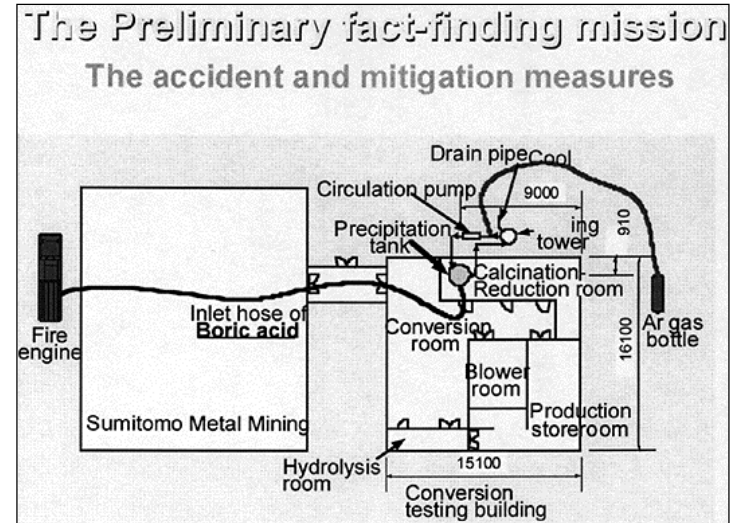 The Preliminary fact-finding mission
The accident and mitigation measures
Drain pipe
Cool
ing
tower
Circulation pump
9000
910
Precipitation
tank
Calcination-
Reduction room
Inlet hose of
Boric acid
Fire
engine
Conversion
room
Ar gas
bottle
16100
Blower
room
Sumitomo Metal Mining
Production
storeroom
Hydrolysis
room
15100
Conversion
testing building